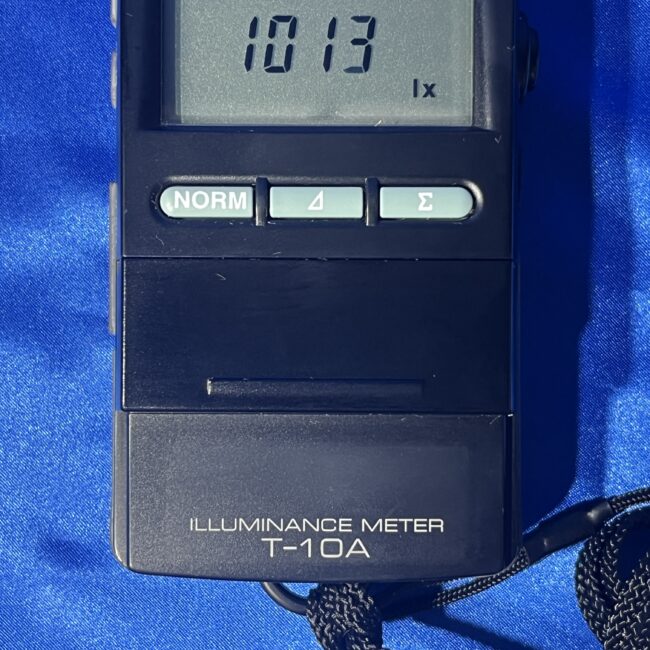 1013
lx
NORM ⊿ Σ
ILLUMINANCE METER
T-10A